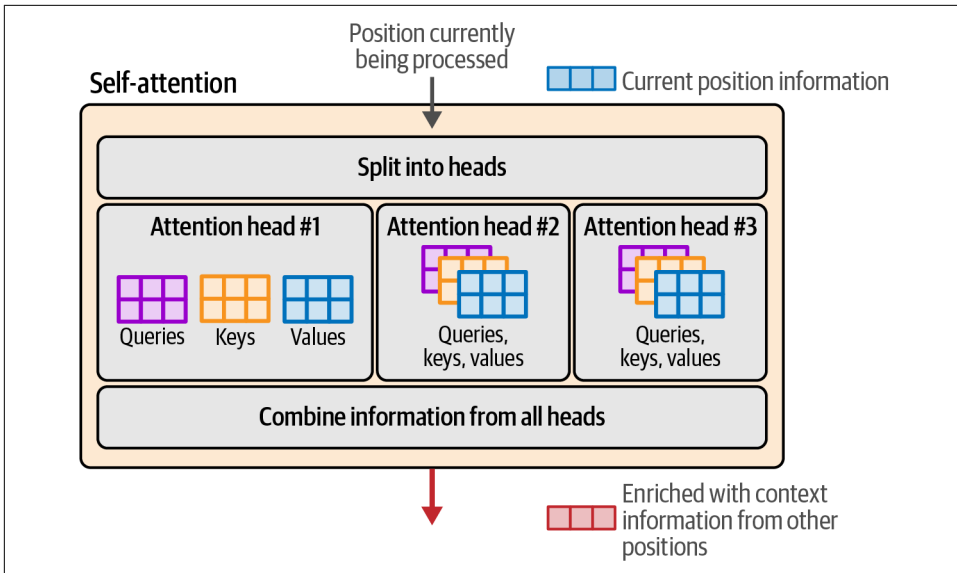 Position currently
being processed
Self-attention
Current position information
Split into heads
Attention head #1
Attention head #2
Attention head #3
Queries
Keys
Values
Queries,
keys, values
Queries,
keys, values
Combine information from all heads
Enriched with context
information from other
positions